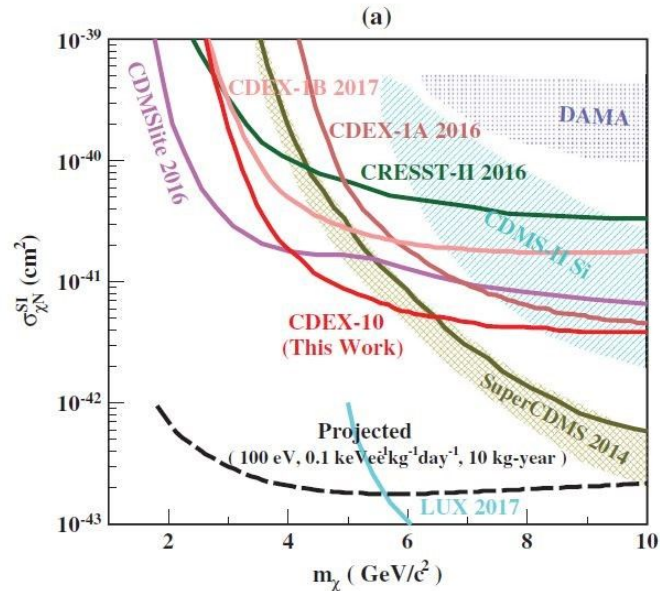 (a)
10⁻³⁹
10⁻⁴⁰
10⁻⁴¹
10⁻⁴²
10⁻⁴³
σ^SI_χN (cm²)
CDMSlite 2016
CDEX-1B 2017
CDEX-1A 2016
CRESST-II 2016
DAMA
CDMS-II Si
CDEX-10
(This Work)
SuperCDMS 2014
Projected
( 100 eV, 0.1 keVee⁻¹kg⁻¹day⁻¹, 10 kg-year )
LUX 2017
2 4 6 8 10
m_χ ( GeV/c² )